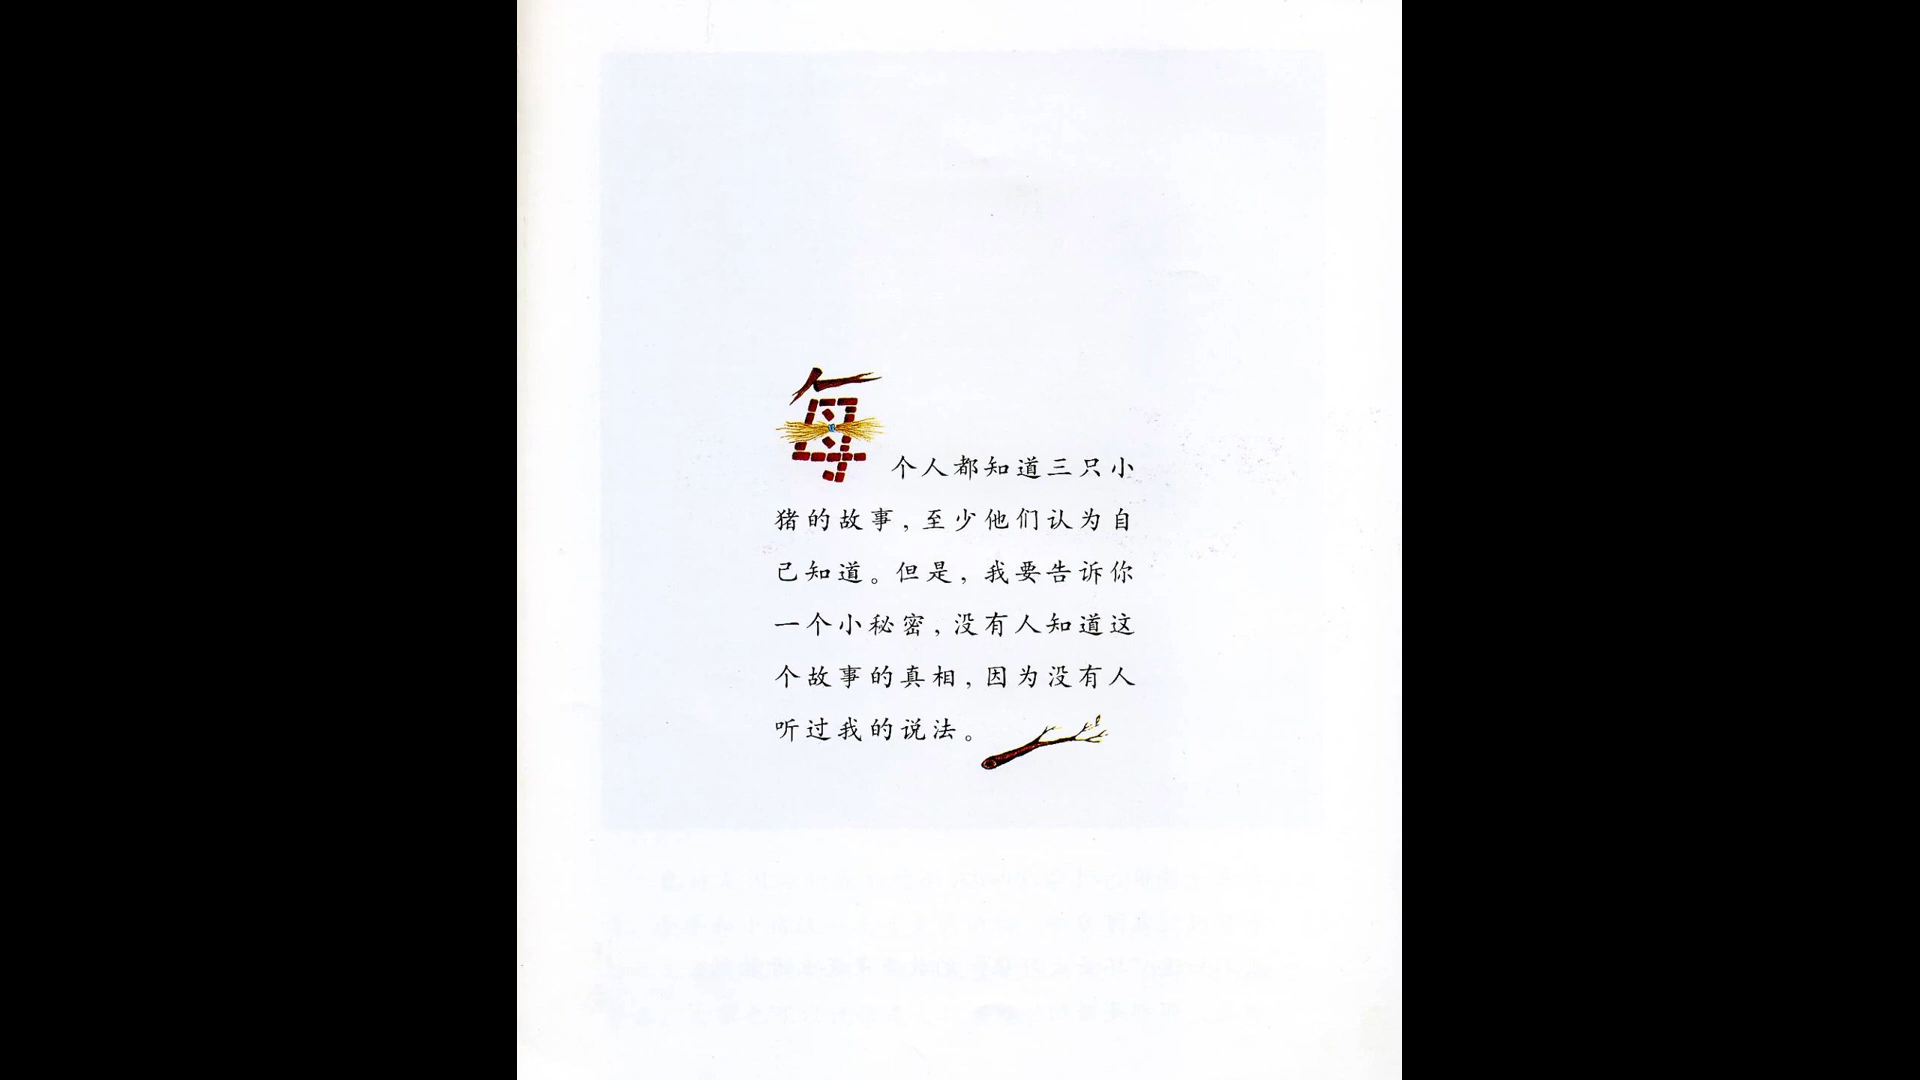 每个人都知道三只小
猪的故事，至少他们认为自
己知道。但是，我要告诉你
一个小秘密，没有人知道这
个故事的真相，因为没有人
听过我的说法。